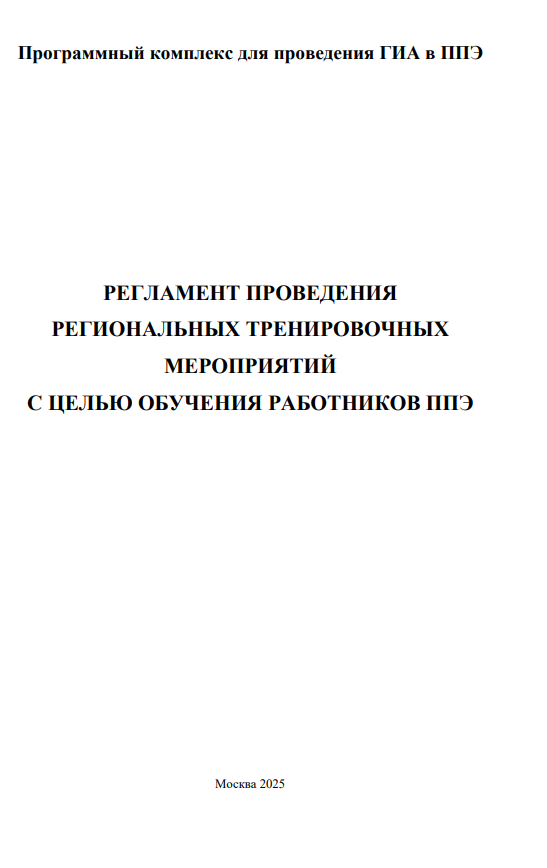 Программный комплекс для проведения ГИА в ППЭ
РЕГЛАМЕНТ ПРОВЕДЕНИЯ
РЕГИОНАЛЬНЫХ ТРЕНИРОВОЧНЫХ
МЕРОПРИЯТИЙ
С ЦЕЛЬЮ ОБУЧЕНИЯ РАБОТНИКОВ ППЭ
Москва 2025